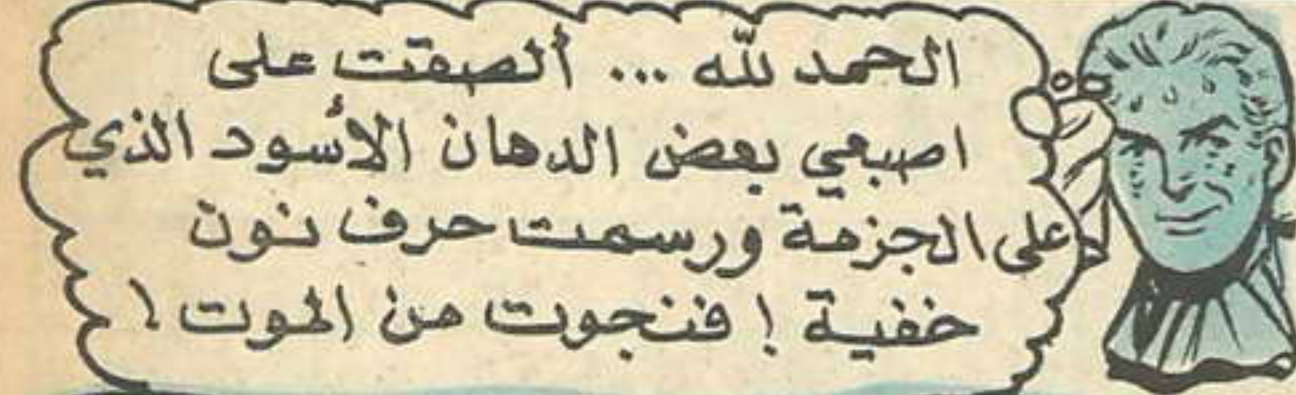 الحمد لله ... ألصقت على
اصبعي بعض الدهان الأسود الذي
على الجزمة ورسمت حرف نون
خفية ! فنجوت من الموت !